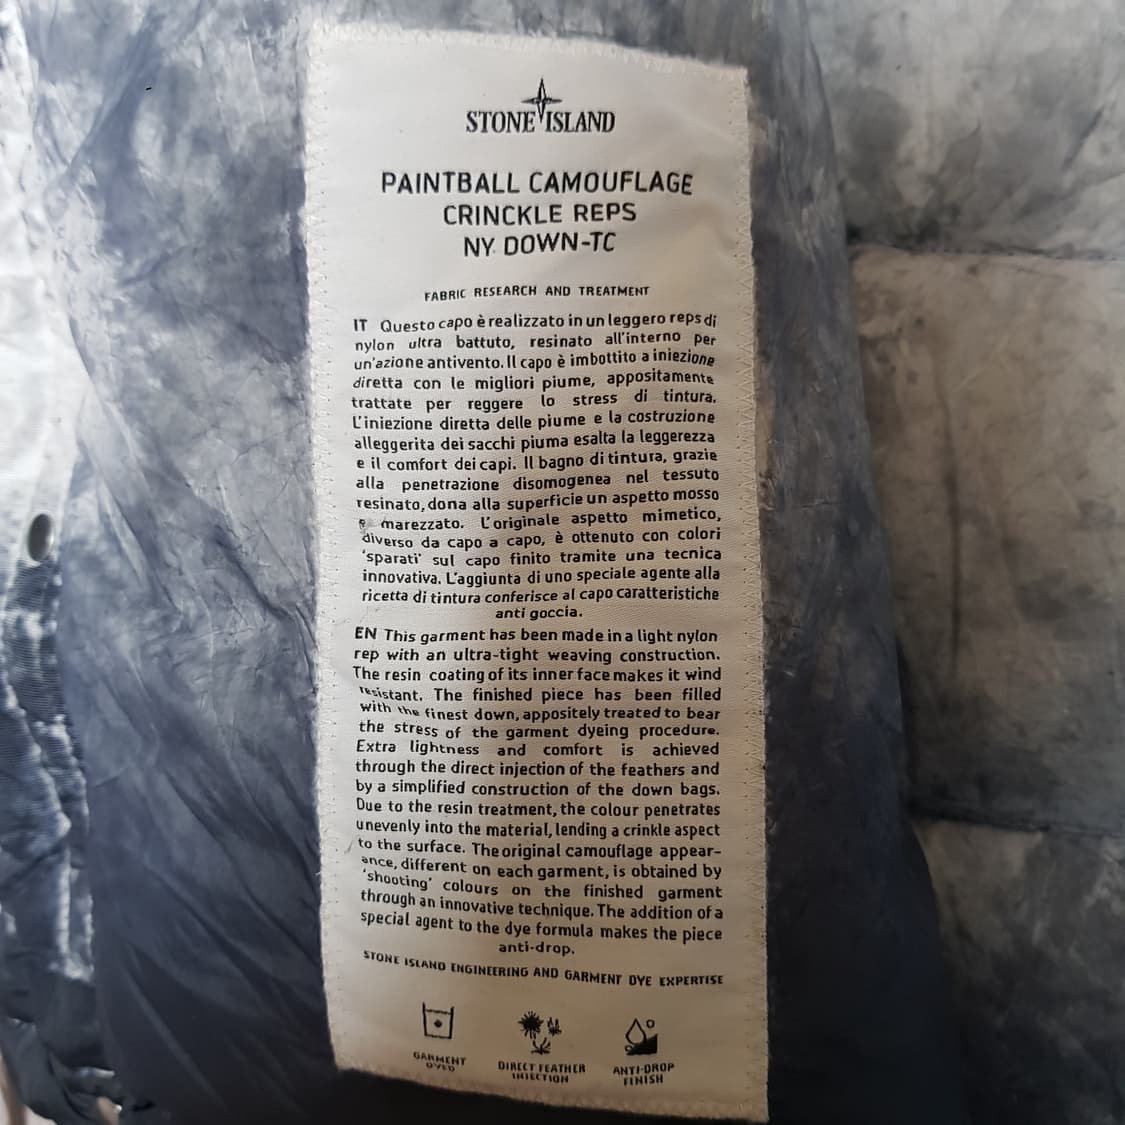 STONE ISLAND
PAINTBALL CAMOUFLAGE
CRINCKLE REPS
NY DOWN-TC
FABRIC RESEARCH AND TREATMENT
IT Questo capo è realizzato in un leggero reps di
nylon ultra battuto, resinato all'interno per
un'azione antivento. Il capo è imbottito a iniezione
diretta con le migliori piume, appositamente
trattate per reggere lo stress di tintura.
L'iniezione diretta delle piume e la costruzione
alleggerita dei sacchi piuma esalta la leggerezza
e il comfort dei capi. Il bagno di tintura, grazie
alla penetrazione disomogenea nel tessuto
resinato, dona alla superficie un aspetto mosso
e marezzato. L'originale aspetto mimetico,
diverso da capo a capo, è ottenuto con colori
'sparati' sul capo finito tramite una tecnica
innovativa. L'aggiunta di uno speciale agente alla
ricetta di tintura conferisce al capo caratteristiche
anti goccia.
EN This garment has been made in a light nylon
rep with an ultra-tight weaving construction.
The resin coating of its inner face makes it wind
resistant. The finished piece has been filled
with the finest down, appositely treated to bear
the stress of the garment dyeing procedure.
Extra lightness and comfort is achieved
through the direct injection of the feathers and
by a simplified construction of the down bags.
Due to the resin treatment, the colour penetrates
unevenly into the material, lending a crinkle aspect
to the surface. The original camouflage appear-
ance, different on each garment, is obtained by
'shooting' colours on the finished garment
through an innovative technique. The addition of a
special agent to the dye formula makes the piece
anti-drop.
STONE ISLAND ENGINEERING AND GARMENT DYE EXPERTISE
GARMENT
DYED
DIRECT FEATHER
INJECTION
ANTI-DROP
FINISH